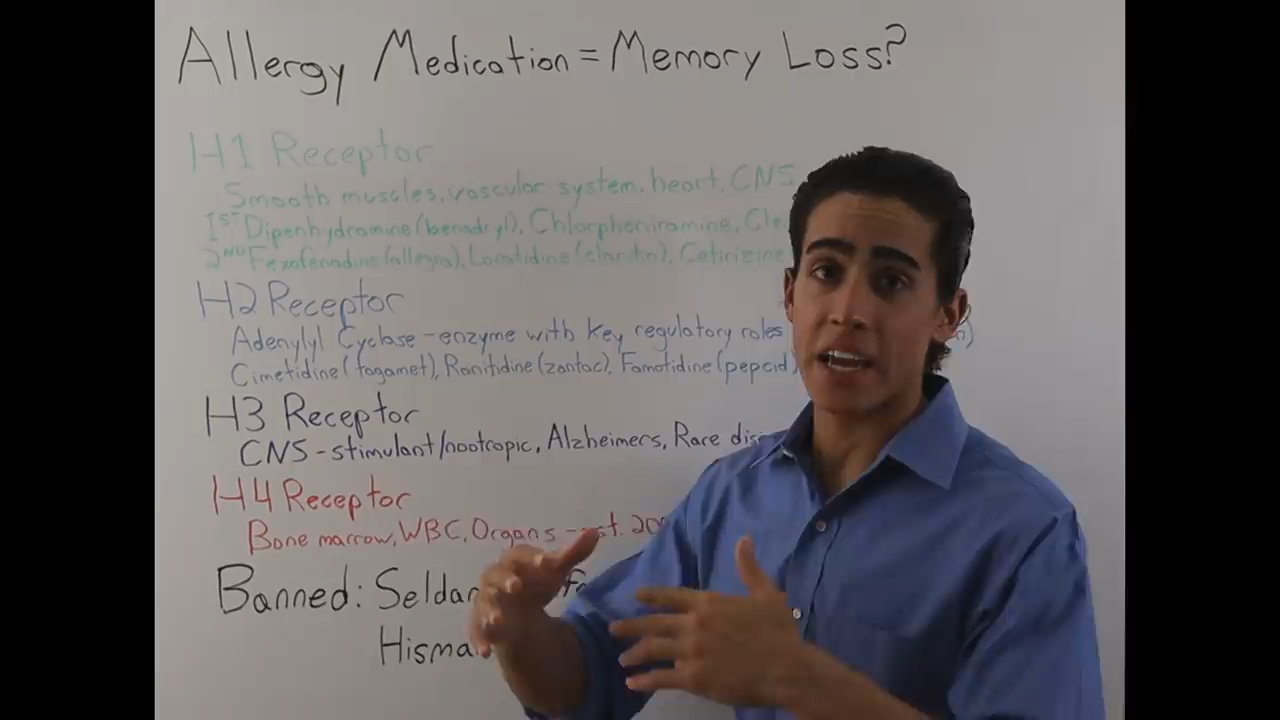 Allergy Medication = Memory Loss?
H1 Receptor
Smooth muscles, vascular system, heart, CNS
1ST Dipenhydramine (benadryl), Chlorpheniramine,
2ND Fexofenadine (allegra), Loratidine (claritin), Cetirizine
H2 Receptor
Adenylyl Cyclase - enzyme with key regulatory roles
Cimetidine (tagamet), Ranitidine (zantac), Famotidine (pepcid)
H3 Receptor
CNS - stimulant/nootropic, Alzheimers, Rare
H4 Receptor
Bone marrow, WBC, Organs -
Banned: